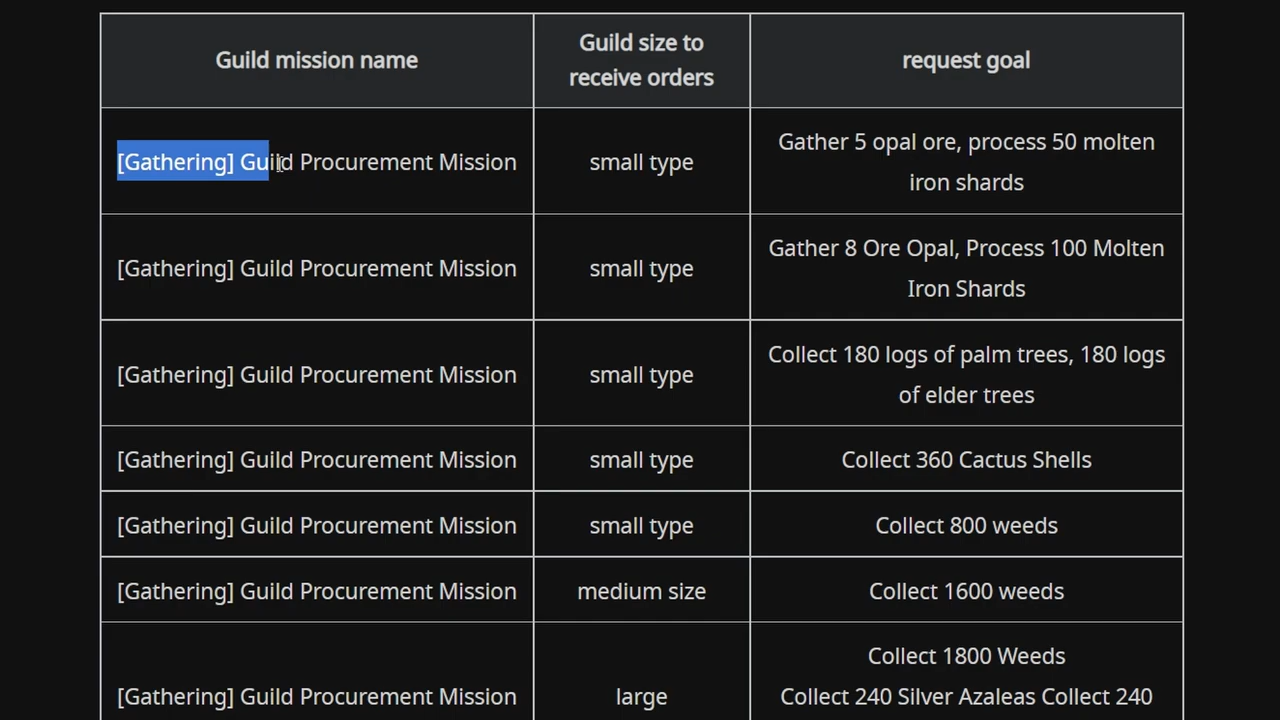 Guild mission name
Guild size to
receive orders
request goal
[Gathering] Guild Procurement Mission
small type
Gather 5 opal ore, process 50 molten
iron shards
[Gathering] Guild Procurement Mission
small type
Gather 8 Ore Opal, Process 100 Molten
Iron Shards
[Gathering] Guild Procurement Mission
small type
Collect 180 logs of palm trees, 180 logs
of elder trees
[Gathering] Guild Procurement Mission
small type
Collect 360 Cactus Shells
[Gathering] Guild Procurement Mission
small type
Collect 800 weeds
[Gathering] Guild Procurement Mission
medium size
Collect 1600 weeds
[Gathering] Guild Procurement Mission
large
Collect 1800 Weeds
Collect 240 Silver Azaleas Collect 240